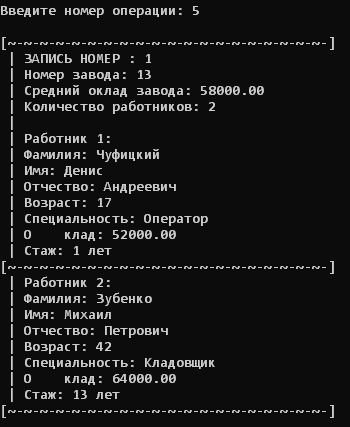 Введите номер операции: 5
[~-~-~-~-~-~-~-~-~-~-~-~-~-~-~-~-~-~-~-~-]
| ЗАПИСЬ НОМЕР : 1
| Номер завода: 13
| Средний оклад завода: 58000.00
| Количество работников: 2
|
| Работник 1:
| Фамилия: Чуфицкий
| Имя: Денис
| Отчество: Андреевич
| Возраст: 17
| Специальность: Оператор
| О    клад: 52000.00
| Стаж: 1 лет
[~-~-~-~-~-~-~-~-~-~-~-~-~-~-~-~-~-~-~-~-]
| Работник 2:
| Фамилия: Зубенко
| Имя: Михаил
| Отчество: Петрович
| Возраст: 42
| Специальность: Кладовщик
| О    клад: 64000.00
| Стаж: 13 лет
[~-~-~-~-~-~-~-~-~-~-~-~-~-~-~-~-~-~-~-~-]